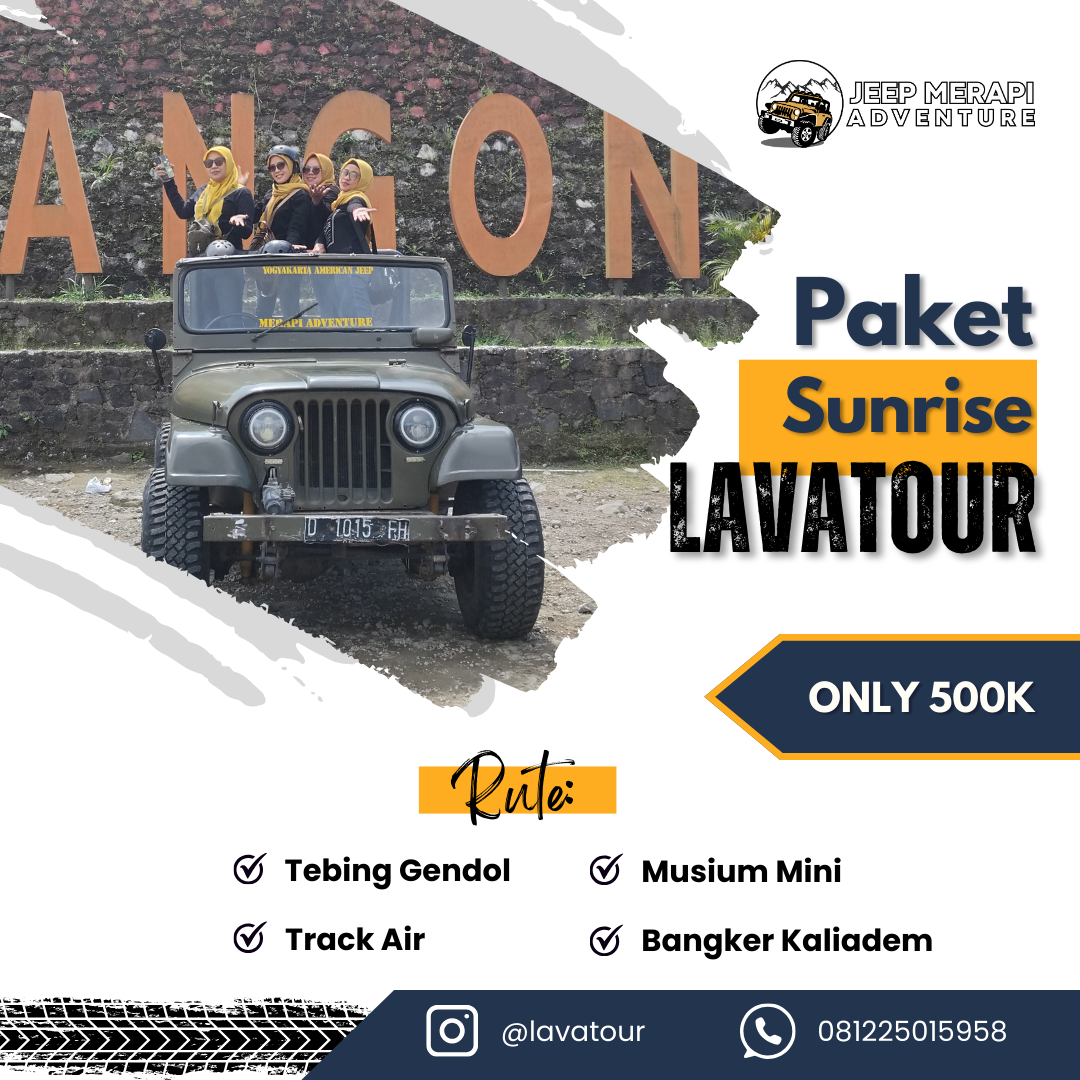 JEEP MERAPI
ADVENTURE
ANGON
YOGYAKARTA AMERICAN JEEP
MERAPI ADVENTURE
D 1015 FH
Paket
Sunrise
LAVATOUR
ONLY 500K
Rute:
Tebing Gendol
Musium Mini
Track Air
Bangker Kaliadem
@lavatour
081225015958